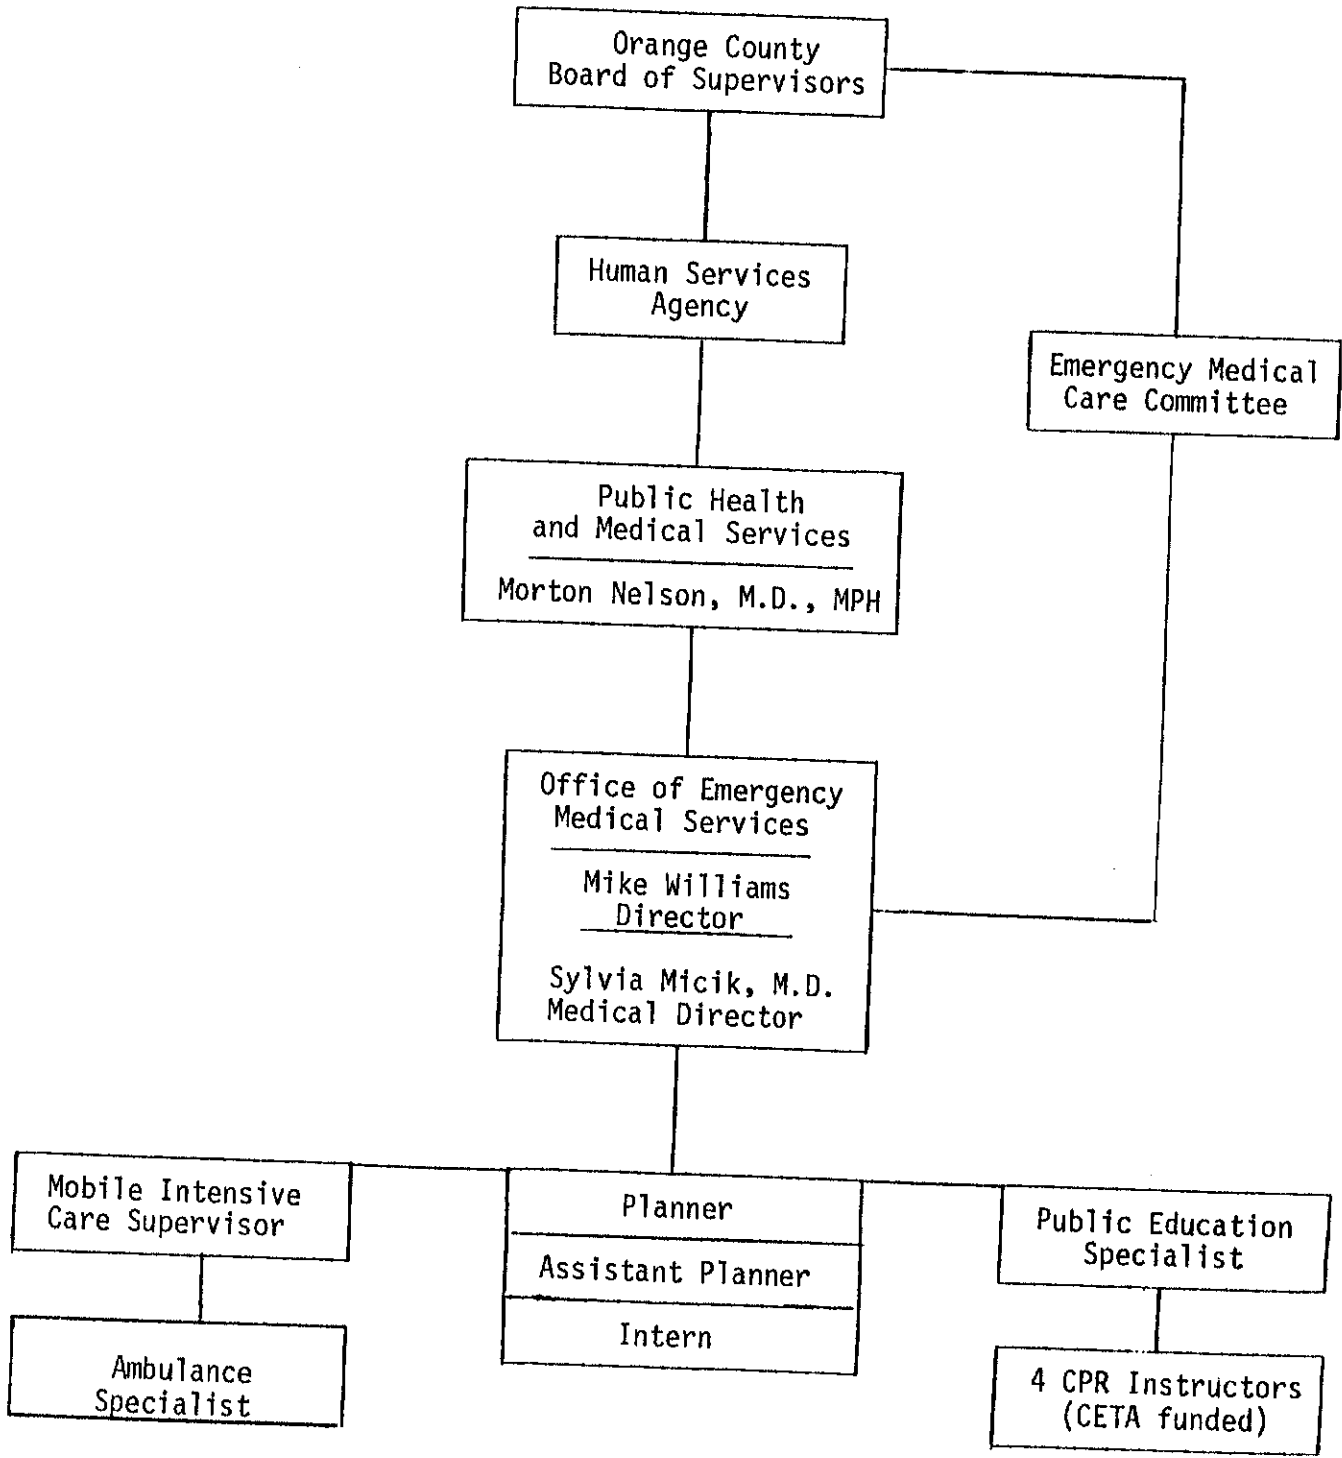 Orange County
Board of Supervisors
Human Services
Agency
Emergency Medical
Care Committee
Public Health
and Medical Services
Morton Nelson, M.D., MPH
Office of Emergency
Medical Services
Mike Williams
Director
Sylvia Micik, M.D.
Medical Director
Mobile Intensive
Care Supervisor
Ambulance
Specialist
Planner
Assistant Planner
Intern
Public Education
Specialist
4 CPR Instructors
(CETA funded)